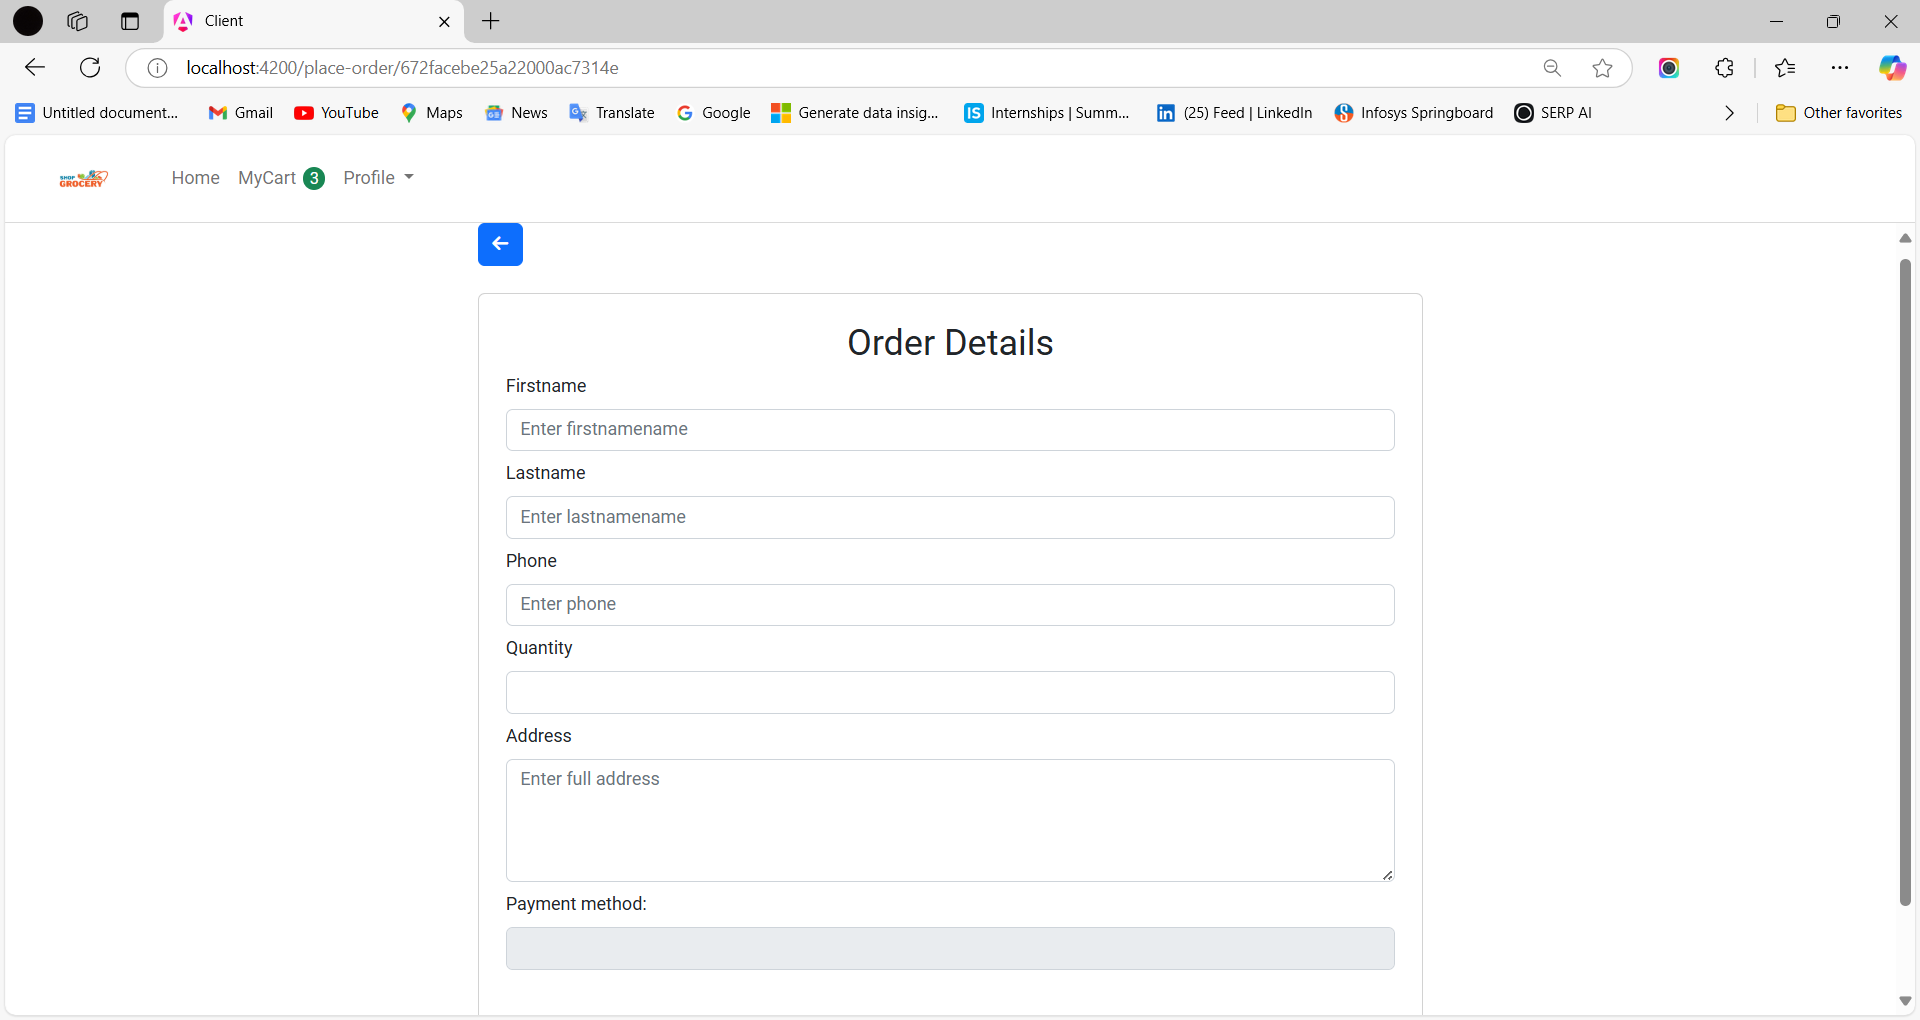 Client
localhost:4200/place-order/672facebe25a22000ac7314e
Untitled document... Gmail YouTube Maps News Translate Google Generate data insig... Internships | Summ... (25) Feed | LinkedIn Infosys Springboard SERP AI Other favorites
SHOP
GROCERY
Home MyCart 3 Profile
Order Details
Firstname
Enter firstnamename
Lastname
Enter lastnamename
Phone
Enter phone
Quantity
Address
Enter full address
Payment method: